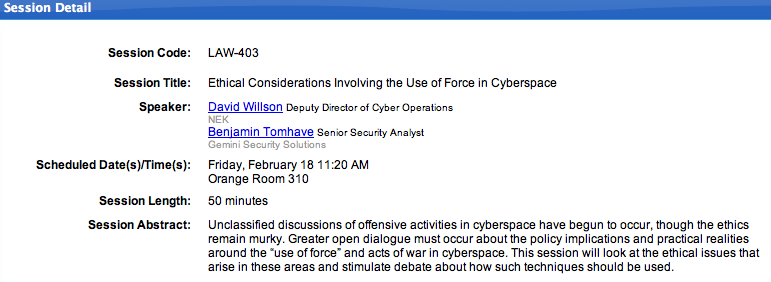 Session Detail
Session Code: LAW-403
Session Title: Ethical Considerations Involving the Use of Force in Cyberspace
Speaker: David Willson Deputy Director of Cyber Operations
NEK
Benjamin Tomhave Senior Security Analyst
Gemini Security Solutions
Scheduled Date(s)/Time(s): Friday, February 18 11:20 AM
Orange Room 310
Session Length: 50 minutes
Session Abstract: Unclassified discussions of offensive activities in cyberspace have begun to occur, though the ethics
remain murky. Greater open dialogue must occur about the policy implications and practical realities
around the “use of force” and acts of war in cyberspace. This session will look at the ethical issues that
arise in these areas and stimulate debate about how such techniques should be used.